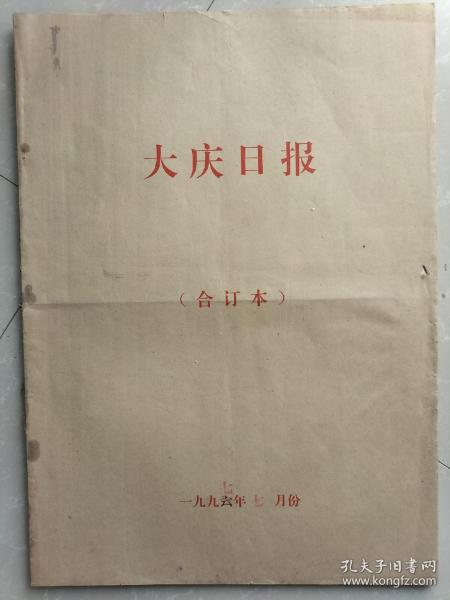 大庆日报
（合订本）
七
一九九六年 七 月份
孔夫子旧书网
www.kongfz.com